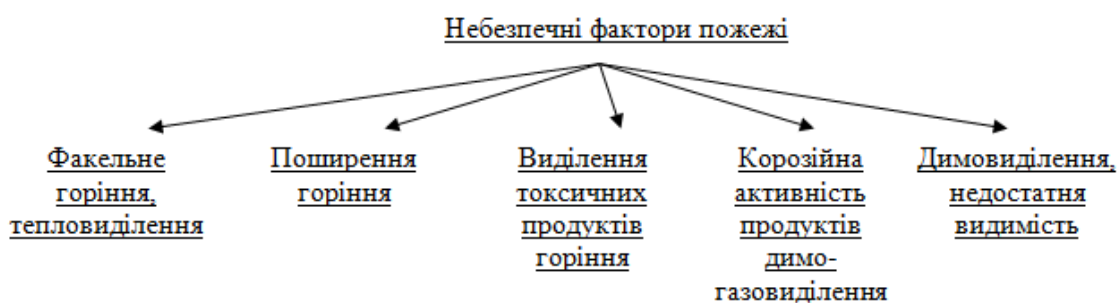 Небезпечні фактори пожежі
Факельне
горіння,
тепловиділення
Поширення
горіння
Виділення
токсичних
продуктів
горіння
Корозійна
активність
продуктів
димо-
газовиділення
Димовиділення,
недостатня
видимість